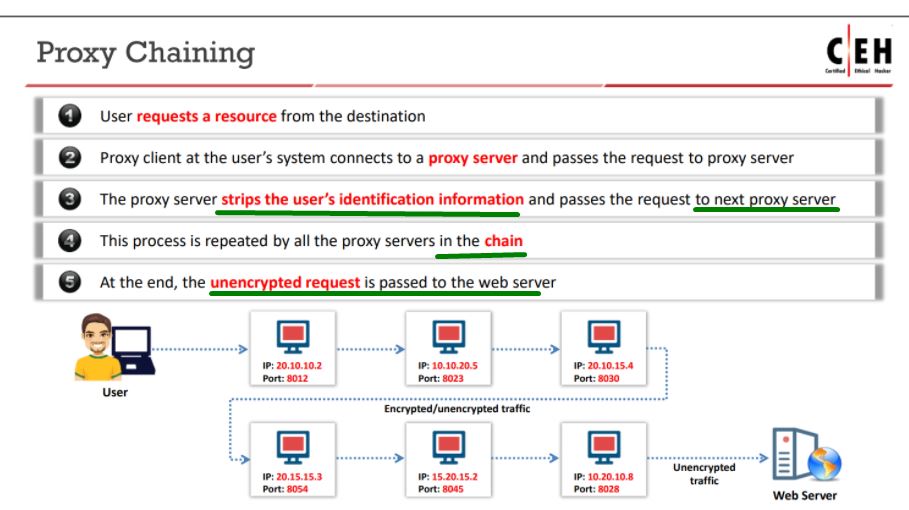 Proxy Chaining
C|EH
Certified Ethical Hacker
1 User requests a resource from the destination
2 Proxy client at the user's system connects to a proxy server and passes the request to proxy server
3 The proxy server strips the user's identification information and passes the request to next proxy server
4 This process is repeated by all the proxy servers in the chain
5 At the end, the unencrypted request is passed to the web server
User
IP: 20.10.10.2
Port: 8012
IP: 10.10.20.5
Port: 8023
IP: 20.10.15.4
Port: 8030
Encrypted/unencrypted traffic
IP: 20.15.15.3
Port: 8054
IP: 15.20.15.2
Port: 8045
IP: 10.20.10.8
Port: 8028
Unencrypted
traffic
Web Server